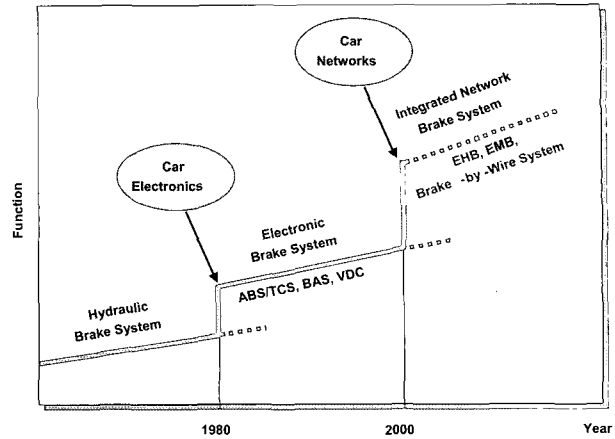 Car
Networks
Integrated Network
Brake System
EHB, EMB,
Brake -by -Wire System
Car
Electronics
Electronic
Brake System
ABS/TCS, BAS, VDC
Hydraulic
Brake System
Function
1980
2000
Year